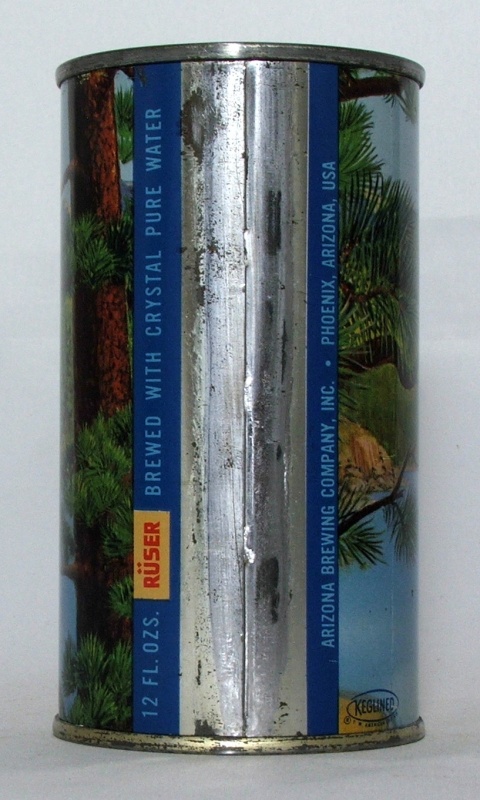 12 FL. OZS. RÜSER BREWED WITH CRYSTAL PURE WATER
ARIZONA BREWING COMPANY, INC. • PHOENIX, ARIZONA, USA
KEGLINED